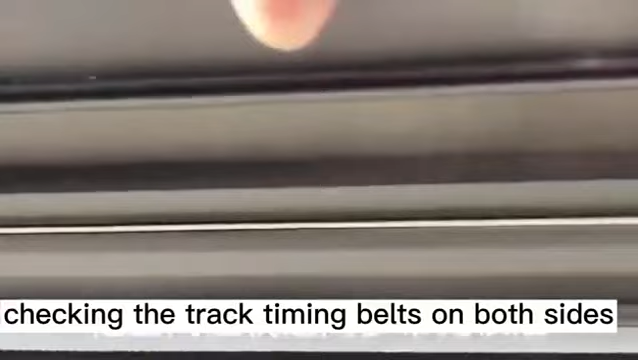 checking the track timing belts on both sides